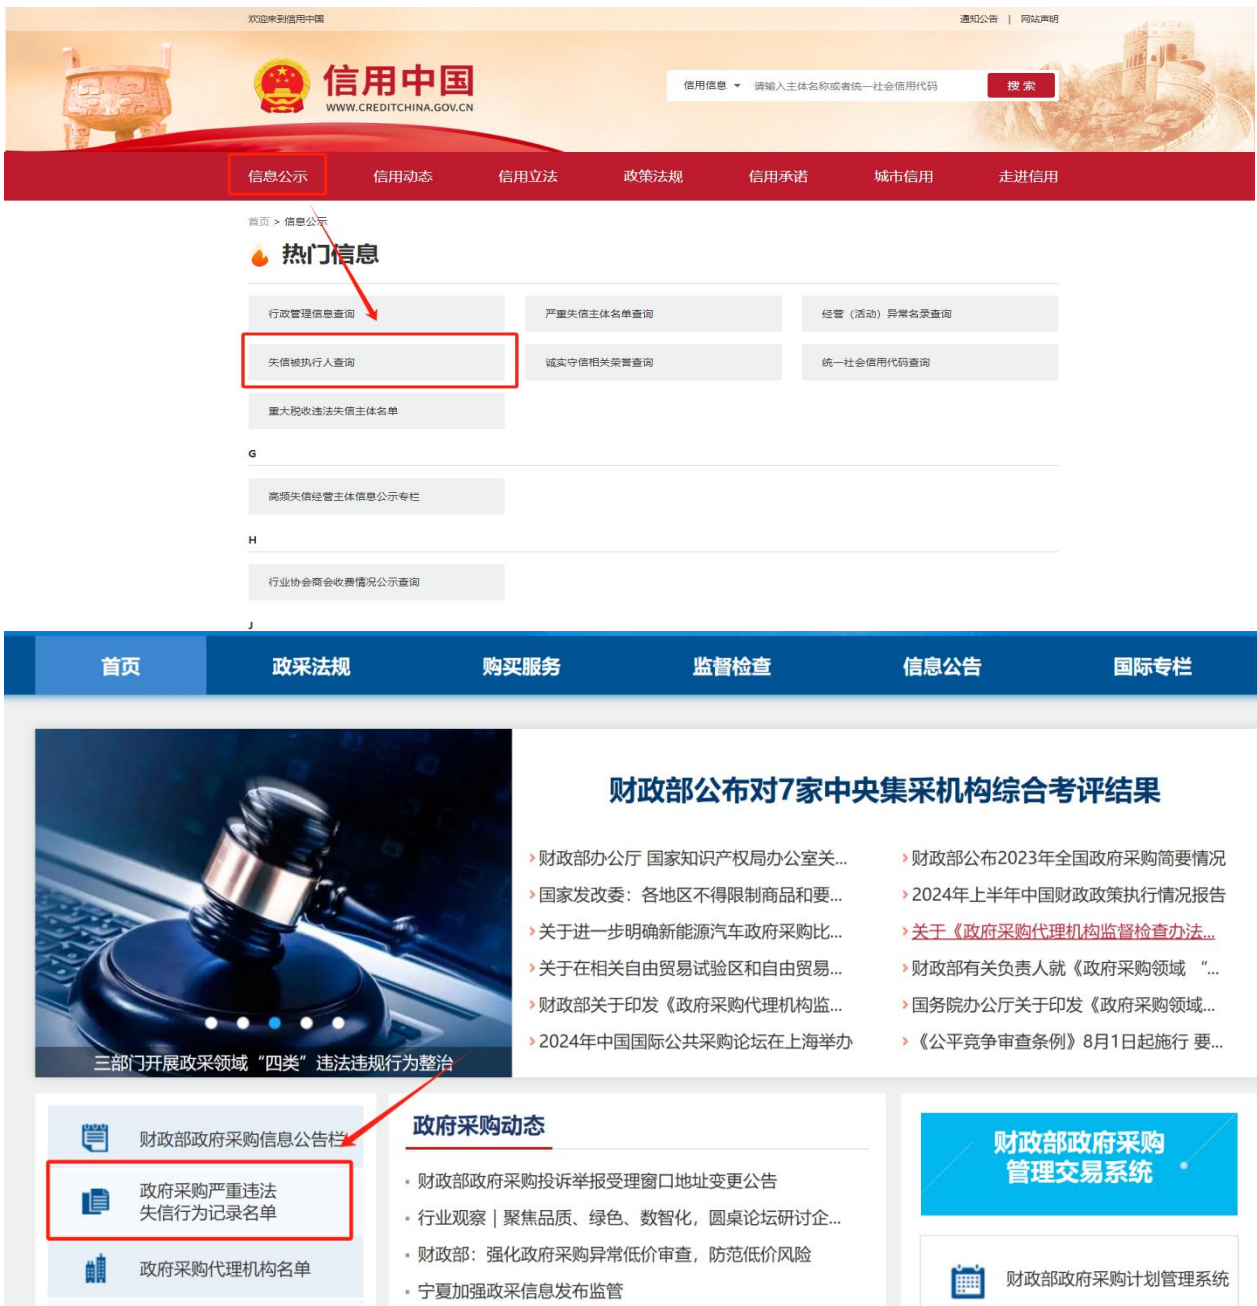 欢迎来到信用中国
通知公告 | 网站声明
信用中国
WWW.CREDITCHINA.GOV.CN
信用信息 请输入主体名称或者统一社会信用代码 搜索
信息公示 信用动态 信用立法 政策法规 信用承诺 城市信用 走进信用
首页 > 信息公示
热门信息
行政管理信息查询 严重失信主体名单查询 经营（活动）异常名录查询
失信被执行人查询 诚实守信相关荣誉查询 统一社会信用代码查询
重大税收违法失信主体名单
G
高频失信经营主体信息公示专栏
H
行业协会商会收费情况公示查询
J
首页 政采法规 购买服务 监督检查 信息公告 国际专栏
三部门开展政采领域“四类”违法违规行为整治
财政部公布对7家中央集采机构综合考评结果
财政部办公厅 国家知识产权局办公室关...
国家发改委：各地区不得限制商品和要...
关于进一步明确新能源汽车政府采购比...
关于在相关自由贸易试验区和自由贸易...
财政部关于印发《政府采购代理机构监...
2024年中国国际公共采购论坛在上海举办
财政部公布2023年全国政府采购简要情况
2024年上半年中国财政政策执行情况报告
关于《政府采购代理机构监督检查办法...
财政部有关负责人就《政府采购领域 “...
国务院办公厅关于印发《政府采购领域...
《公平竞争审查条例》8月1日起施行 要...
财政部政府采购信息公告栏
政府采购严重违法
失信行为记录名单
政府采购代理机构名单
政府采购动态
财政部政府采购投诉举报受理窗口地址变更公告
行业观察 | 聚焦品质、绿色、数智化，圆桌论坛研讨企...
财政部：强化政府采购异常低价审查，防范低价风险
宁夏加强政采信息发布监管
财政部政府采购
管理交易系统
财政部政府采购计划管理系统